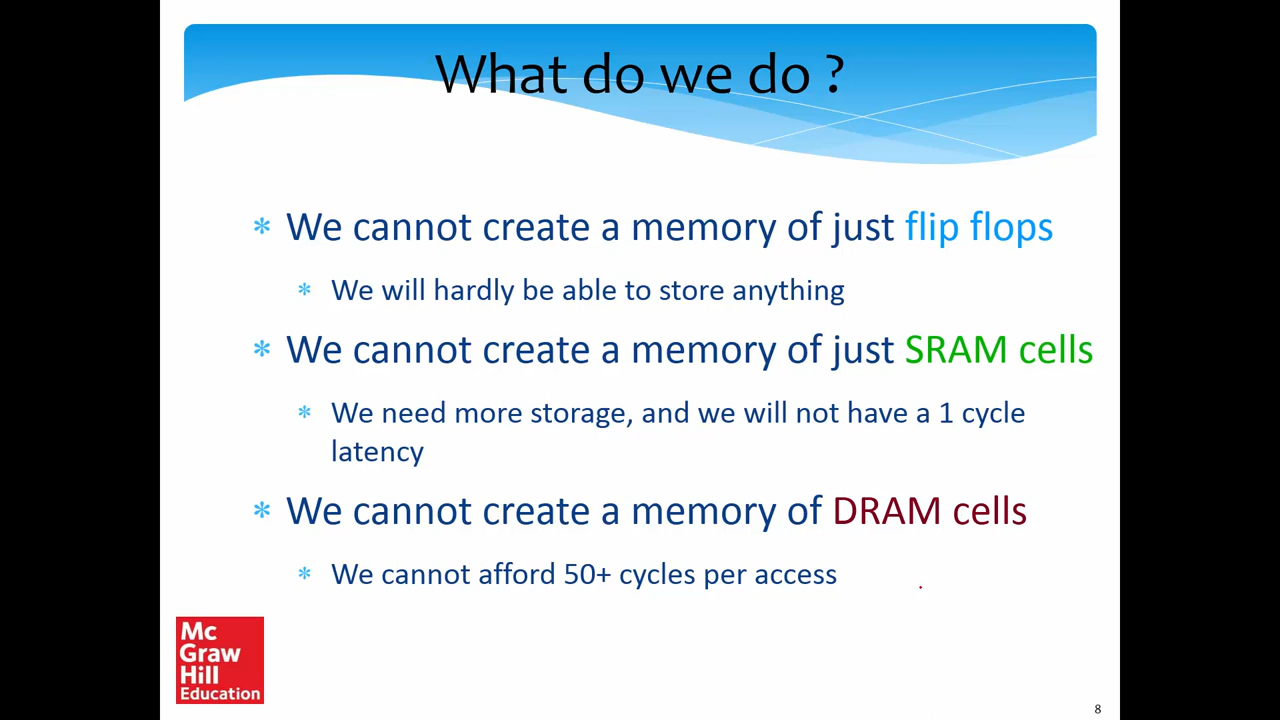 What do we do ?
* We cannot create a memory of just flip flops
* We will hardly be able to store anything
* We cannot create a memory of just SRAM cells
* We need more storage, and we will not have a 1 cycle
latency
* We cannot create a memory of DRAM cells
* We cannot afford 50+ cycles per access
Mc
Graw
Hill
Education
8